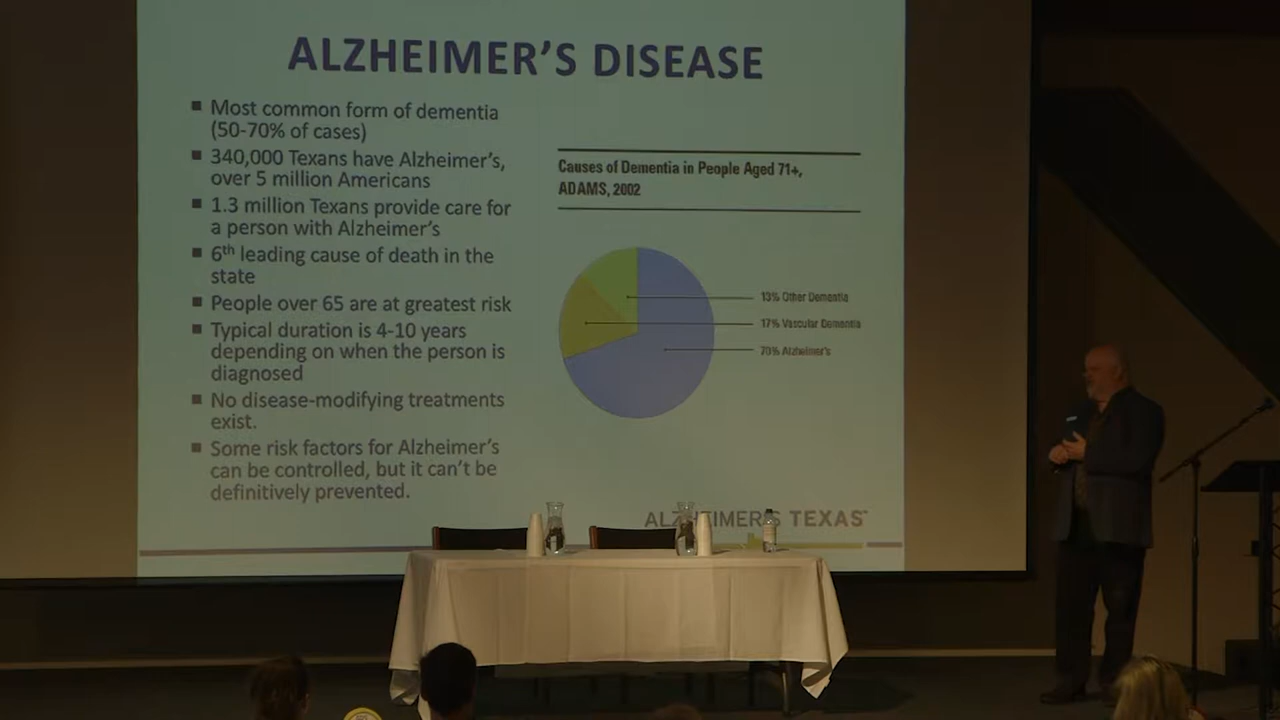 ALZHEIMER'S DISEASE
■ Most common form of dementia
(50-70% of cases)
■ 340,000 Texans have Alzheimer's,
over 5 million Americans
■ 1.3 million Texans provide care for
a person with Alzheimer's
■ 6th leading cause of death in the
state
■ People over 65 are at greatest risk
■ Typical duration is 4-10 years
depending on when the person is
diagnosed
■ No disease-modifying treatments
exist.
■ Some risk factors for Alzheimer's
can be controlled, but it can't be
definitively prevented.
Causes of Dementia in People Aged 71+,
ADAMS, 2002
13% Other Dementia
17% Vascular Dementia
70% Alzheimer's
ALZHEIMER'S TEXAS™